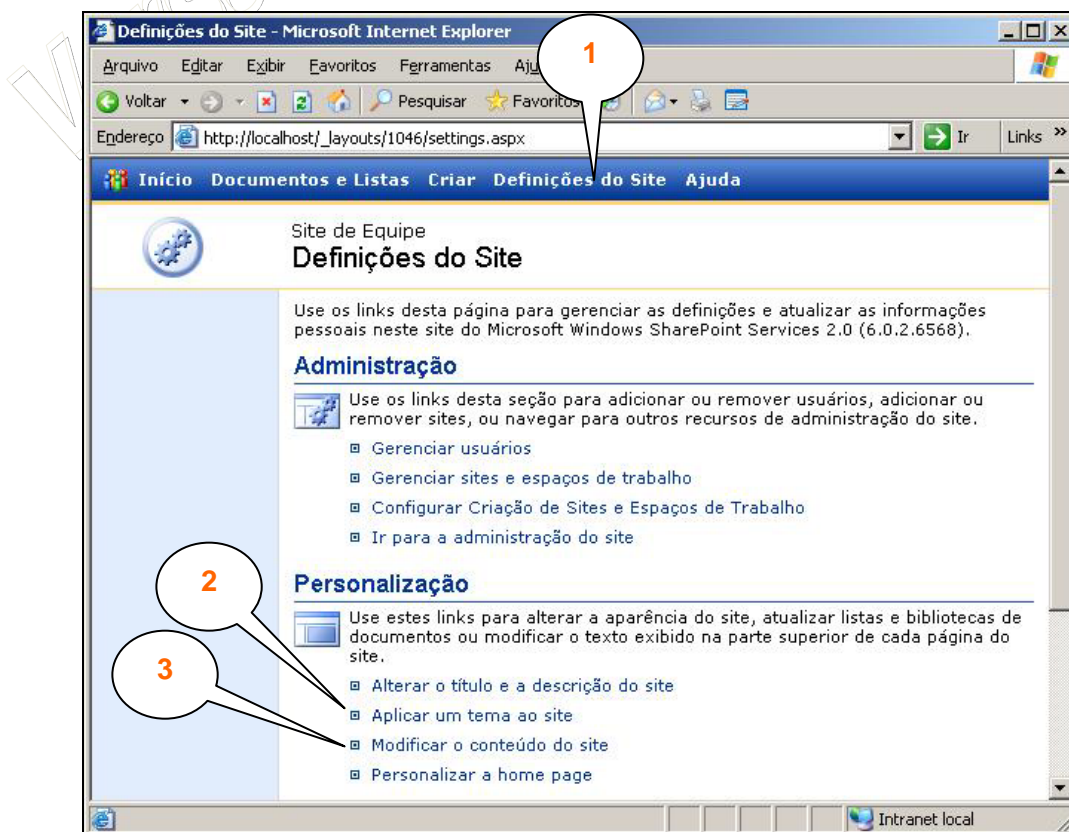 Definições do Site - Microsoft Internet Explorer
1
Arquivo Editar Exibir Favoritos Ferramentas
Voltar Pesquisar Favoritos
Endereço http://localhost/_layouts/1046/settings.aspx Ir Links »
Início Documentos e Listas Criar Definições do Site Ajuda
Site de Equipe
Definições do Site
Use os links desta página para gerenciar as definições e atualizar as informações
pessoais neste site do Microsoft Windows SharePoint Services 2.0 (6.0.2.6568).
Administração
Use os links desta seção para adicionar ou remover usuários, adicionar ou
remover sites, ou navegar para outros recursos de administração do site.
Gerenciar usuários
Gerenciar sites e espaços de trabalho
Configurar Criação de Sites e Espaços de Trabalho
Ir para a administração do site
2
Personalização
Use estes links para alterar a aparência do site, atualizar listas e bibliotecas de
documentos ou modificar o texto exibido na parte superior de cada página do
site.
3
Alterar o título e a descrição do site
Aplicar um tema ao site
Modificar o conteúdo do site
Personalizar a home page
Intranet local